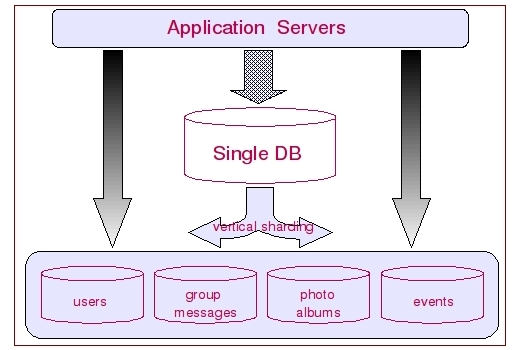 Application Servers
Single DB
vertical sharding
users
group
messages
photo
albums
events